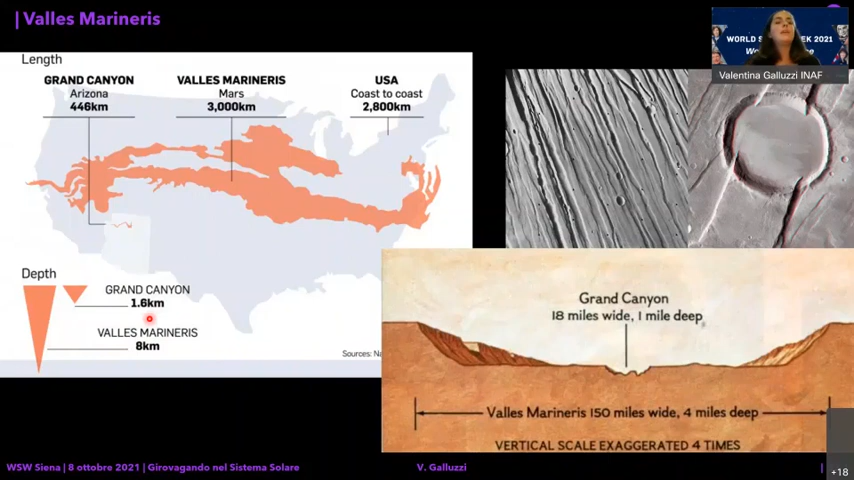 | Valles Marineris
Length
GRAND CANYON
Arizona
446km
VALLES MARINERIS
Mars
3,000km
USA
Coast to coast
2,800km
Depth
GRAND CANYON
1.6km
VALLES MARINERIS
8km
Sources:
WORLD
2021
Valentina Galluzzi INAF
Grand Canyon
18 miles wide, 1 mile deep
Valles Marineris 150 miles wide, 4 miles deep
VERTICAL SCALE EXAGGERATED 4 TIMES
WSW Siena | 8 ottobre 2021 | Girovagando nel Sistema Solare
V. Galluzzi
|
+18